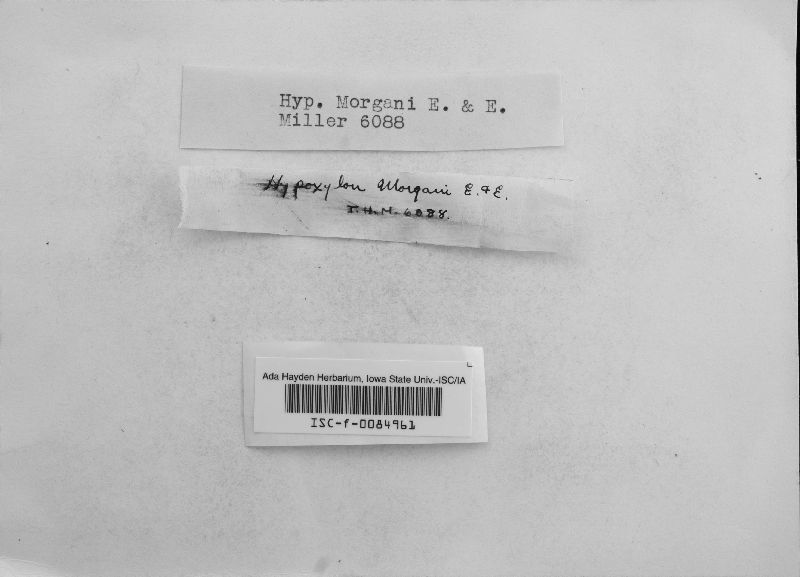 Hyp. Morgani E. & E.
Miller 6088
Hypoxylon Morgani E. & E.
J.H.M. 6088.
Ada Hayden Herbarium, Iowa State Univ.-ISC/IA
ISC-f-0084961